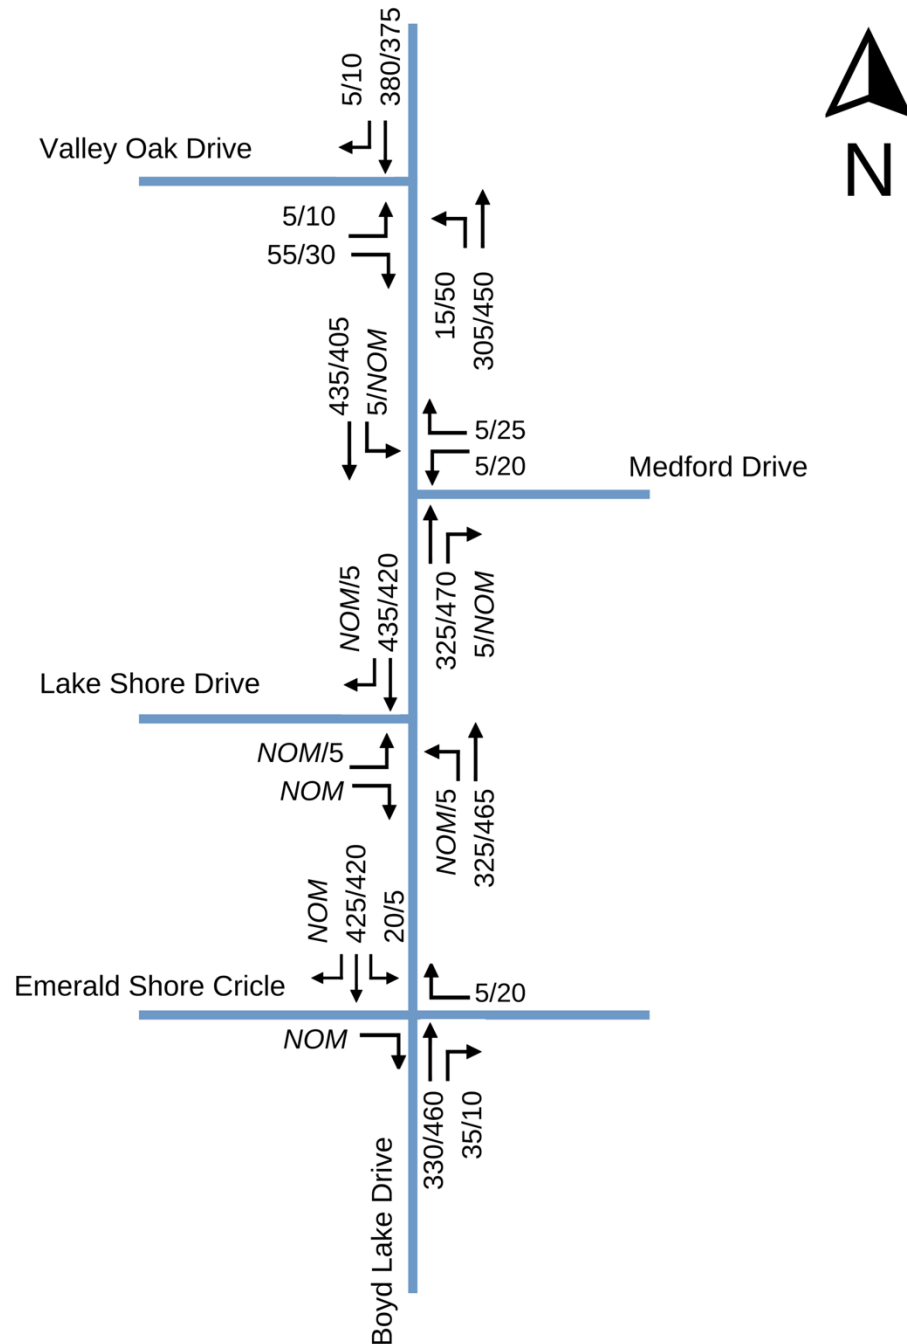 5/10
380/375
N
Valley Oak Drive
5/10
55/30
15/50
305/450
435/405
5/NOM
5/25
5/20
Medford Drive
325/470
5/NOM
NOM/5
435/420
Lake Shore Drive
NOM/5
NOM
NOM/5
325/465
NOM
425/420
20/5
Emerald Shore Cricle
5/20
NOM
330/460
35/10
Boyd Lake Drive